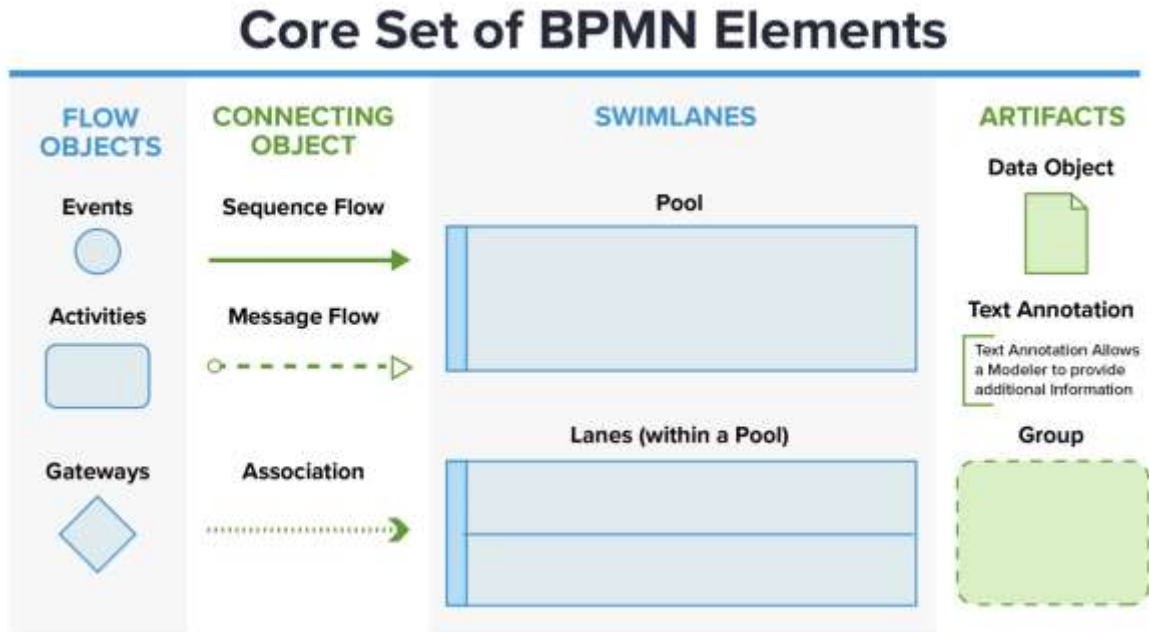 Core Set of BPMN Elements
FLOW
OBJECTS
Events
Activities
Gateways
CONNECTING
OBJECT
Sequence Flow
Message Flow
Association
SWIMLANES
Pool
Lanes (within a Pool)
ARTIFACTS
Data Object
Text Annotation
Text Annotation Allows
a Modeler to provide
additional Information
Group